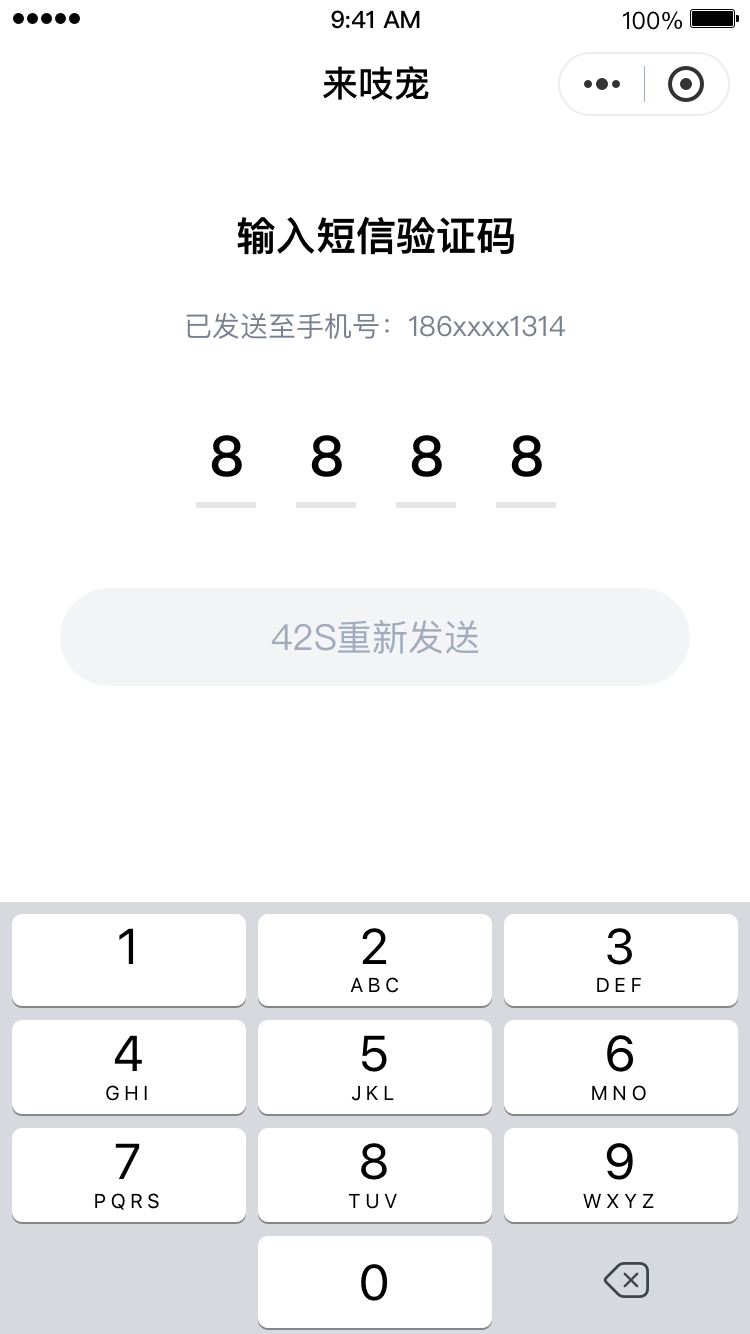 9:41 AM 100%
来吱宠
输入短信验证码
已发送至手机号：186xxxx1314
8 8 8 8
42S重新发送
1 2 3
ABC DEF
4 5 6
GHI JKL MNO
7 8 9
PQRS TUV WXYZ
0